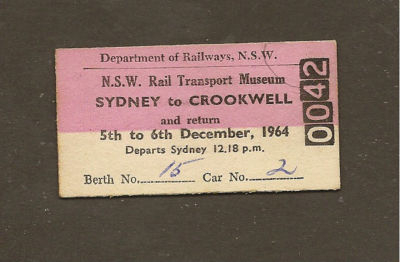 Department of Railways, N.S.W.
N.S.W. Rail Transport Museum
SYDNEY to CROOKWELL
and return
5th to 6th December, 1964
Departs Sydney 12.18 p.m.
Berth No. 15 Car No. 2
0042